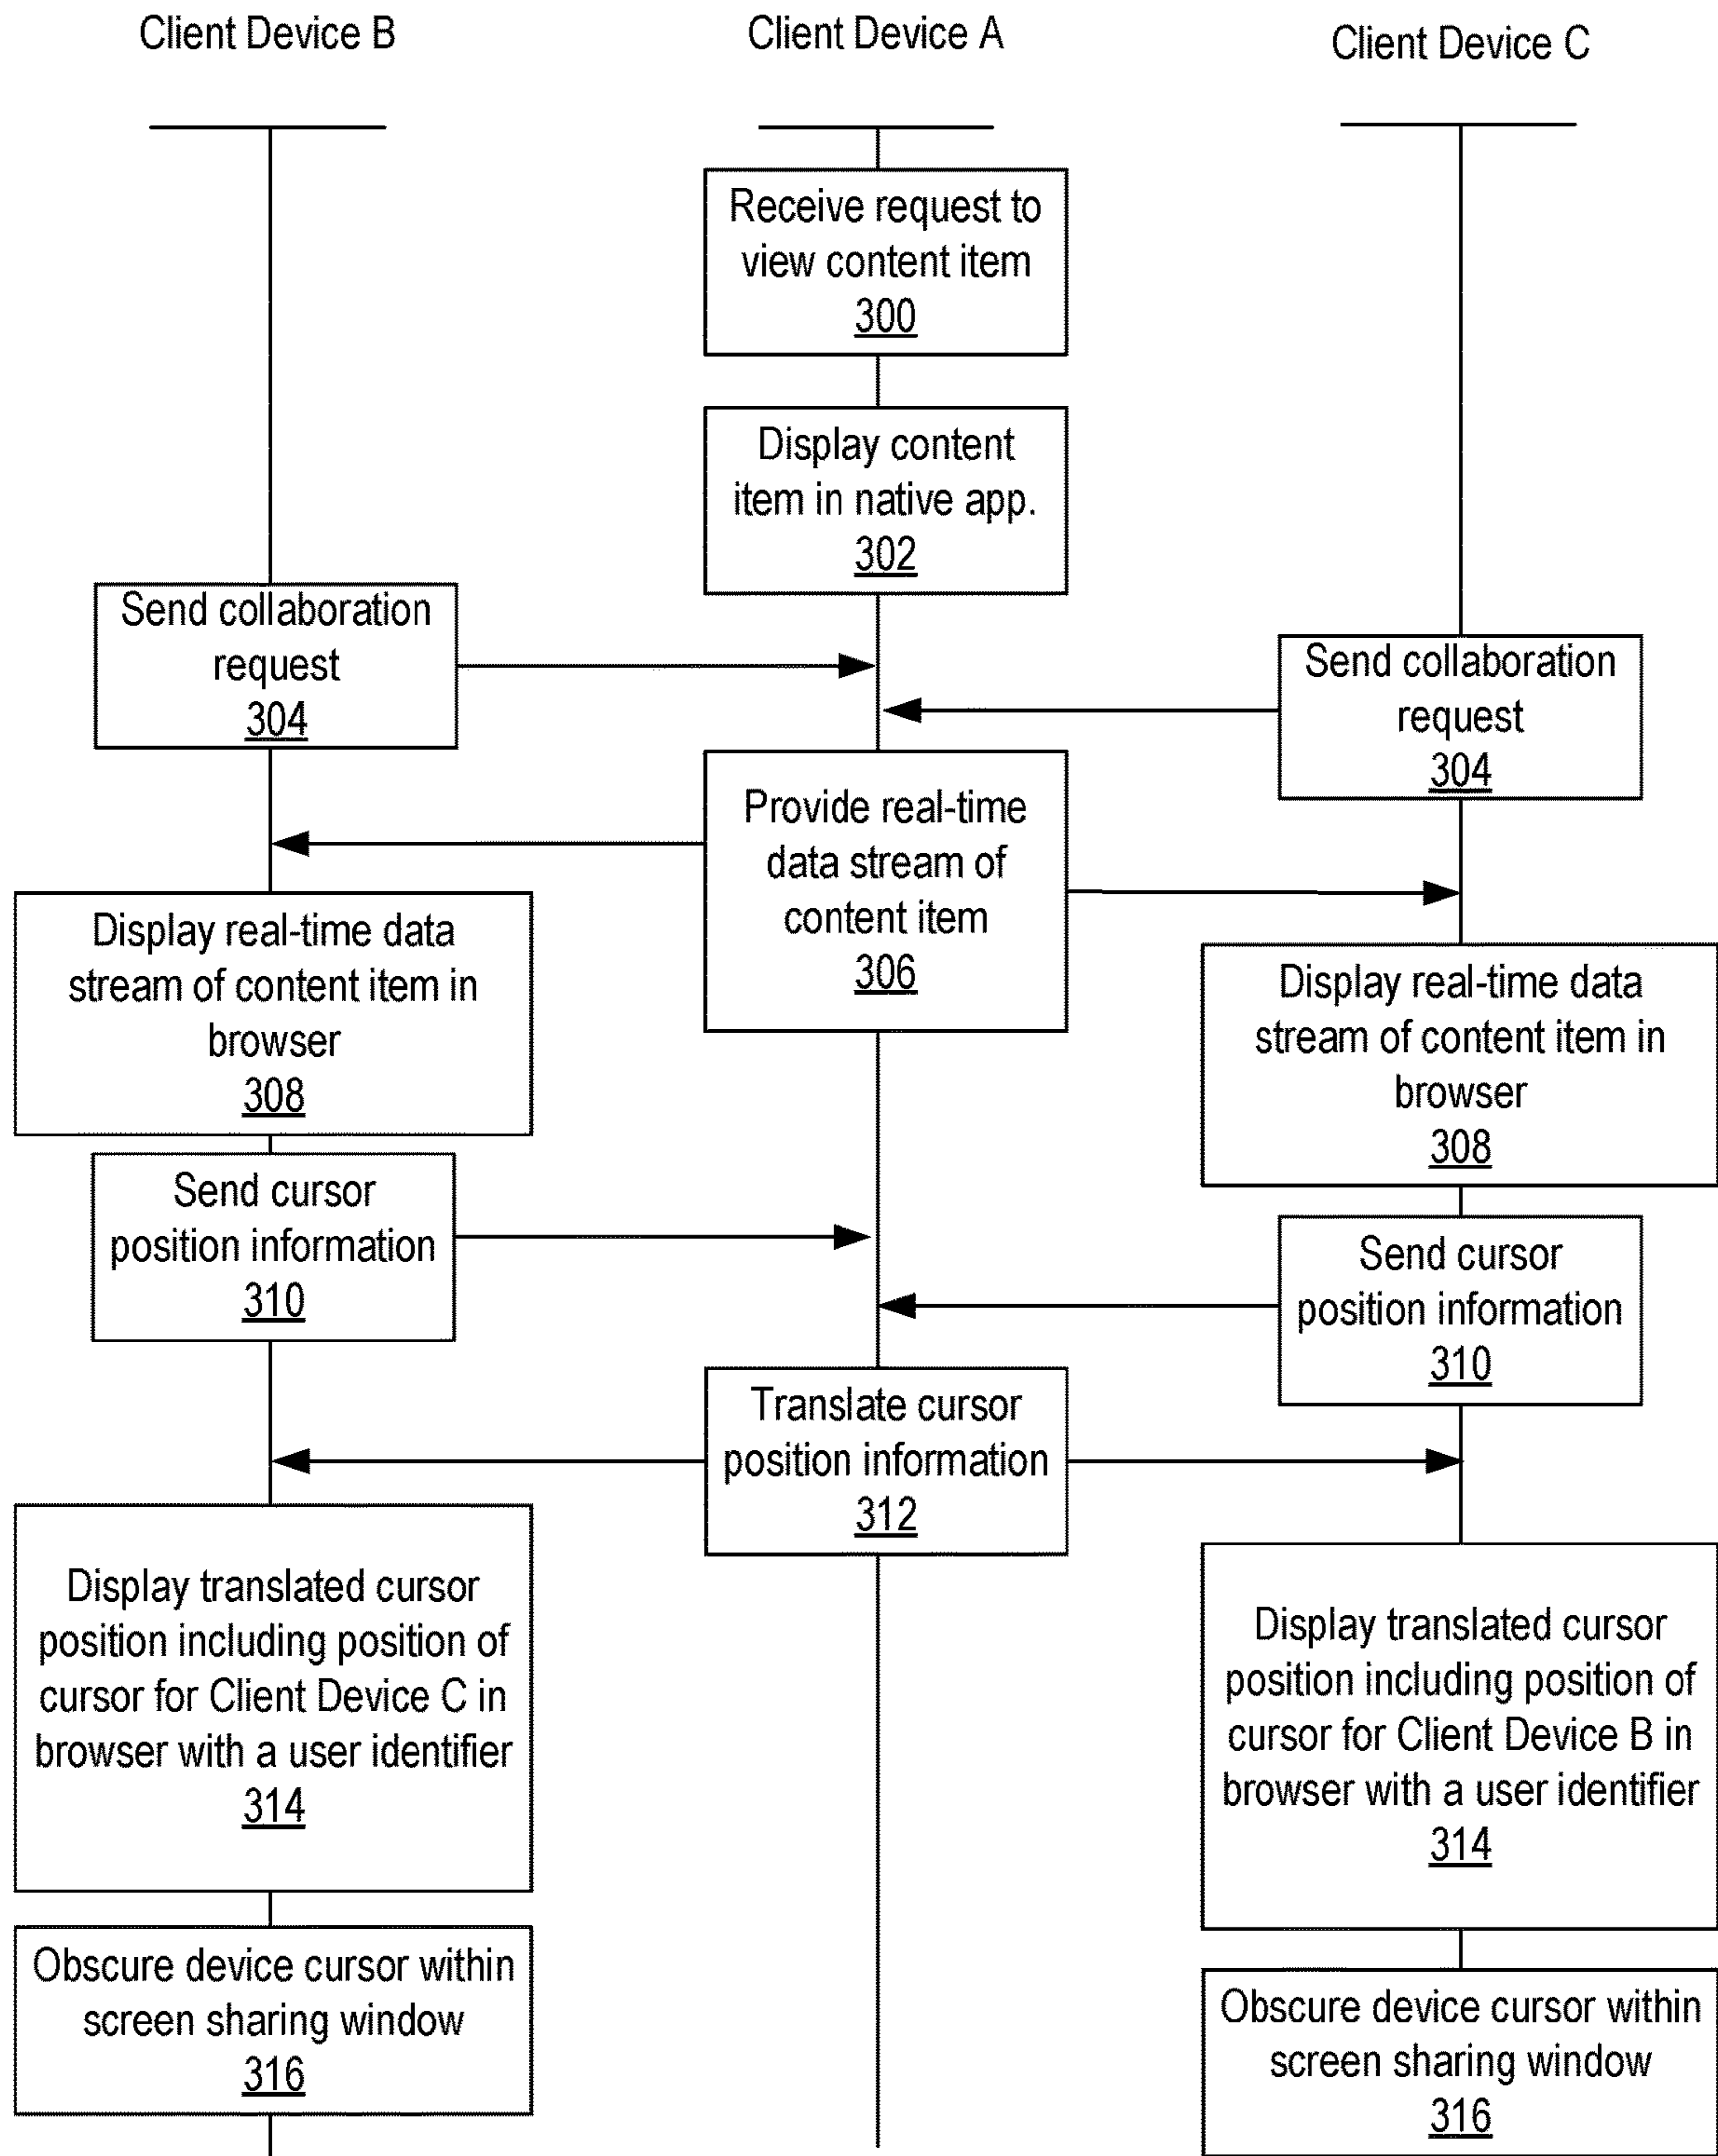 Client Device B
Client Device A
Client Device C
Receive request to
view content item
300
Display content
item in native app.
302
Send collaboration
request
304
Send collaboration
request
304
Provide real-time
data stream of
content item
306
Display real-time data
stream of content item in
browser
308
Display real-time data
stream of content item in
browser
308
Send cursor
position information
310
Send cursor
position information
310
Translate cursor
position information
312
Display translated cursor
position including position of
cursor for Client Device C in
browser with a user identifier
314
Display translated cursor
position including position of
cursor for Client Device B in
browser with a user identifier
314
Obscure device cursor within
screen sharing window
316
Obscure device cursor within
screen sharing window
316